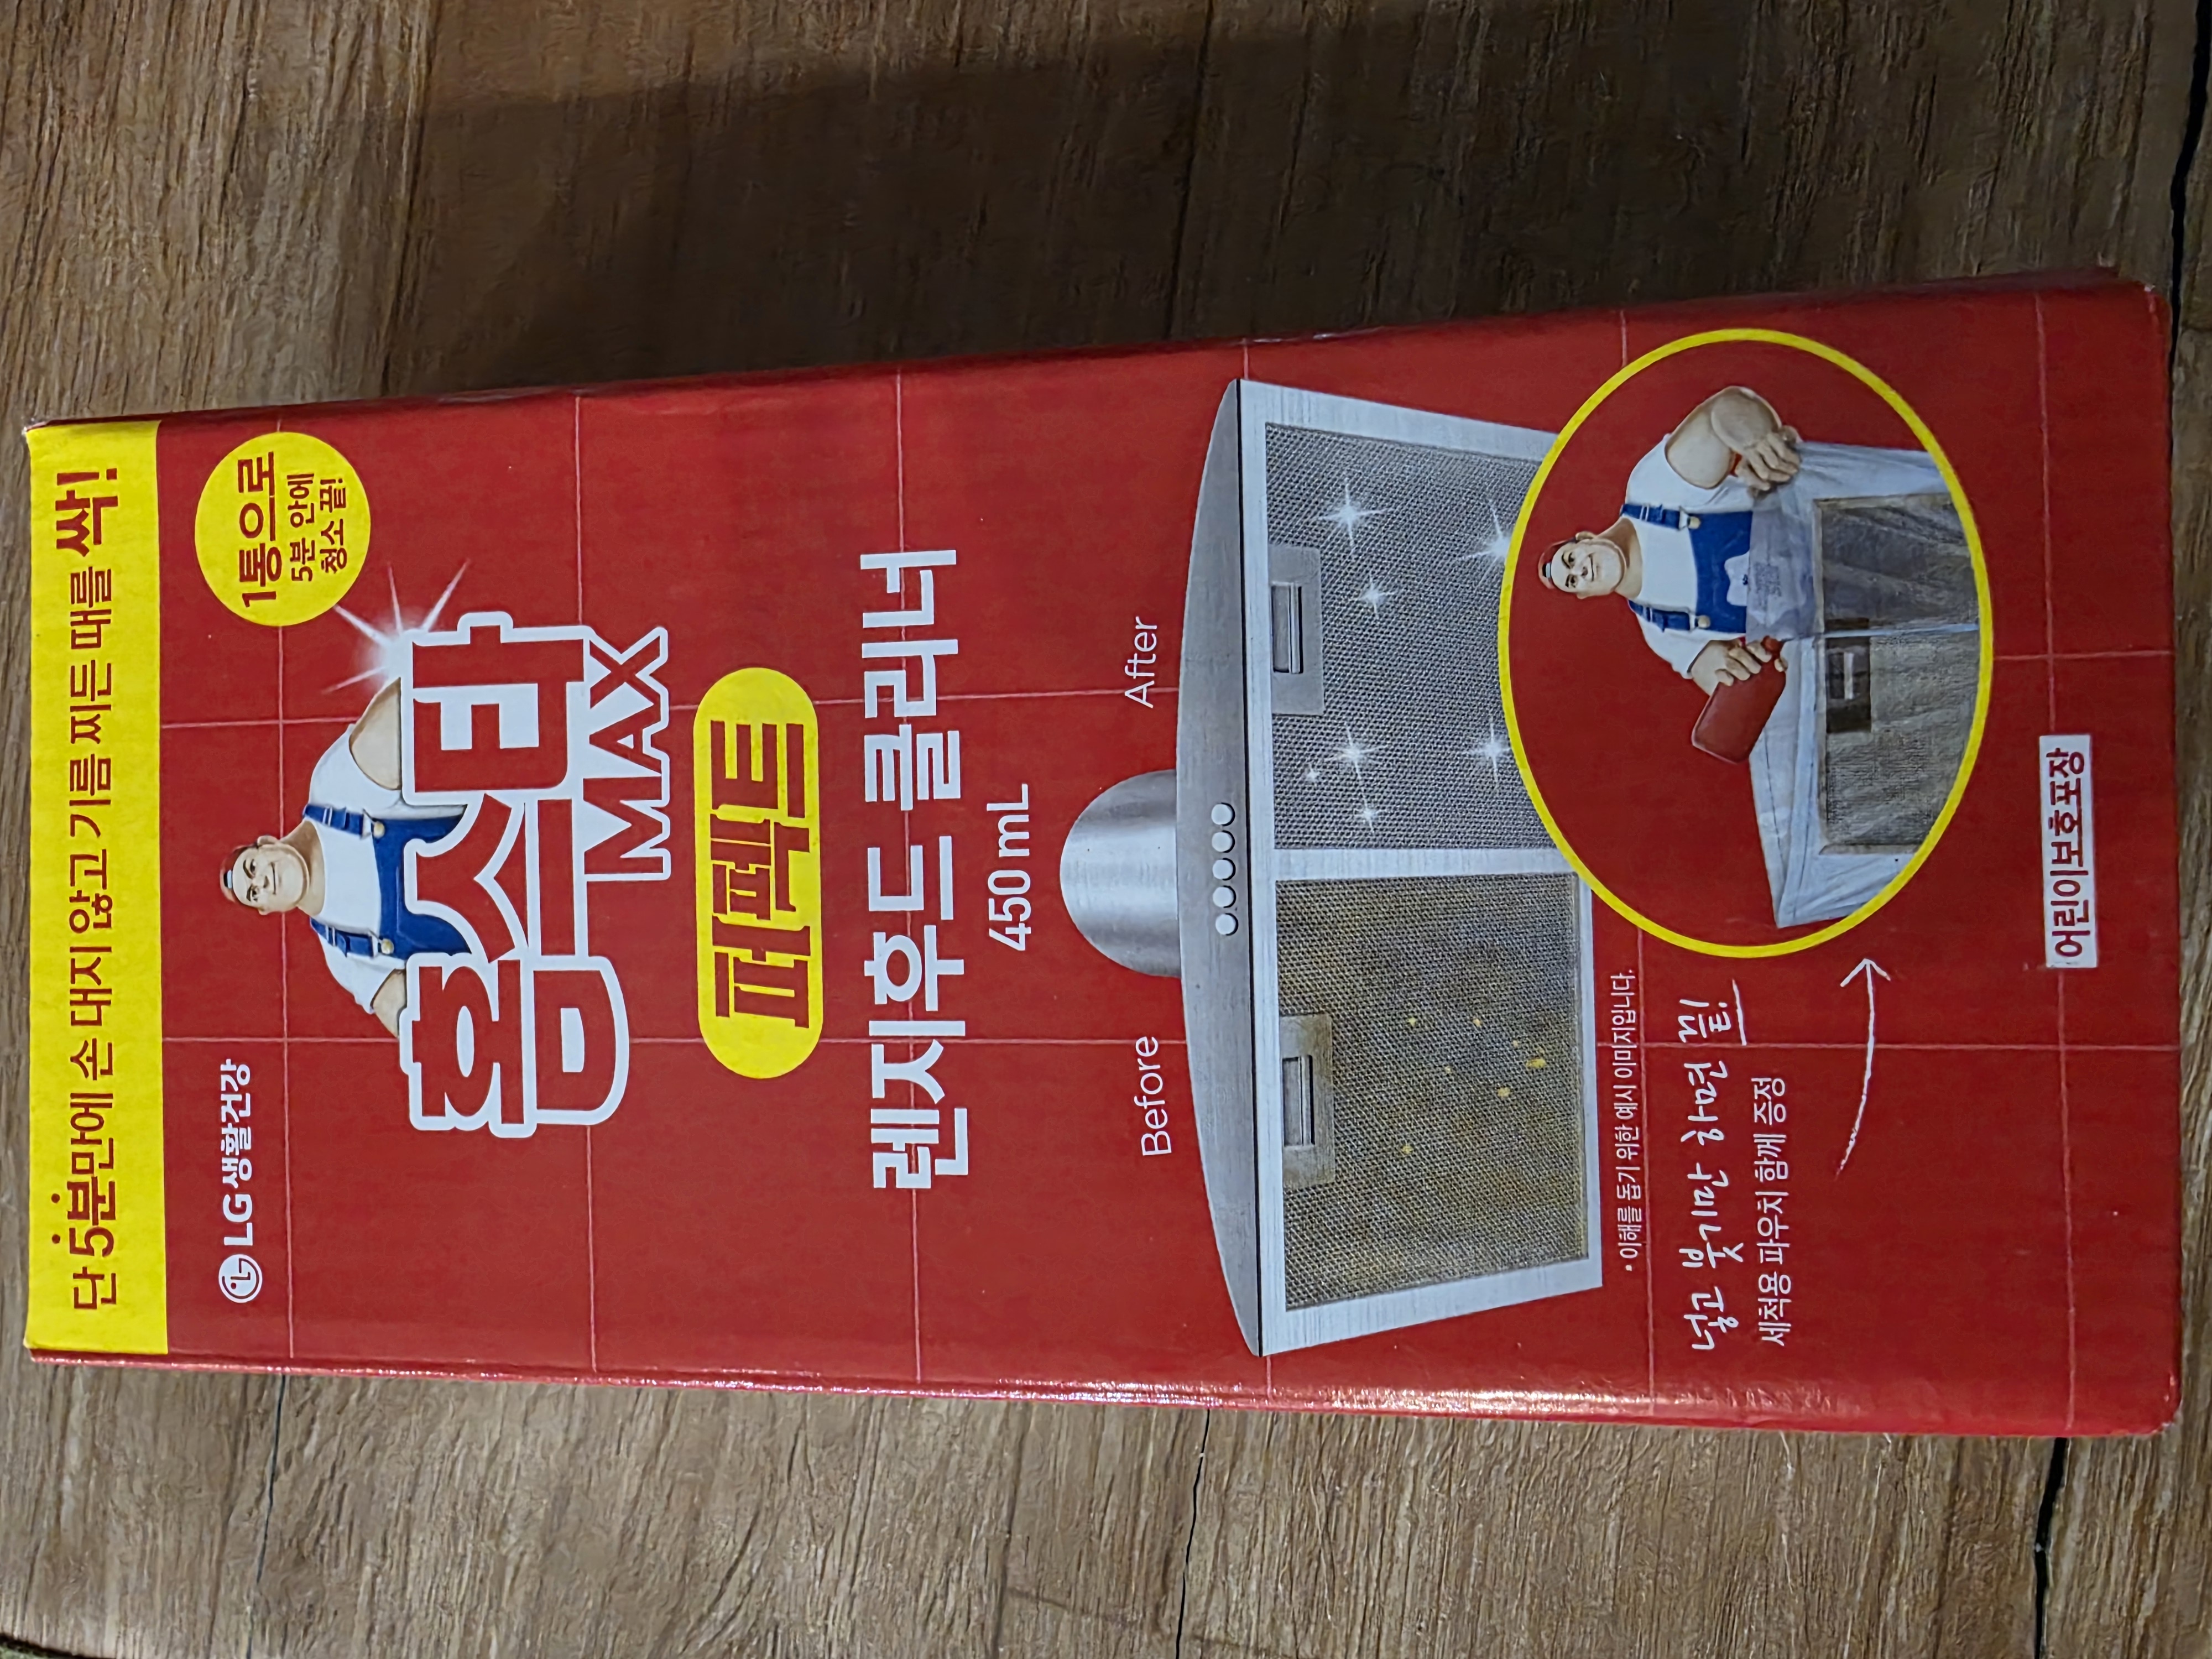 단 5분만에 손 대지 않고 기름 찌든 때를 싹!
LG생활건강
1통으로
5분 안에
청소 끝!
홈스타
MAX
퍼펙트
렌지후드 클리너
450 mL
Before
After
• 이해를 돕기 위한 예시 이미지입니다.
넣고 붓기만 하면 끝!
세척용 파우치 함께 증정
어린이보호포장